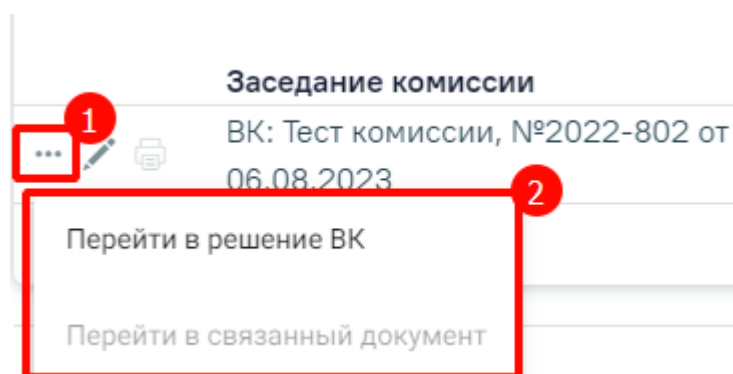 Заседание комиссии
1
ВК: Тест комиссии, №2022-802 от
06.08.2023
2
Перейти в решение ВК
Перейти в связанный документ